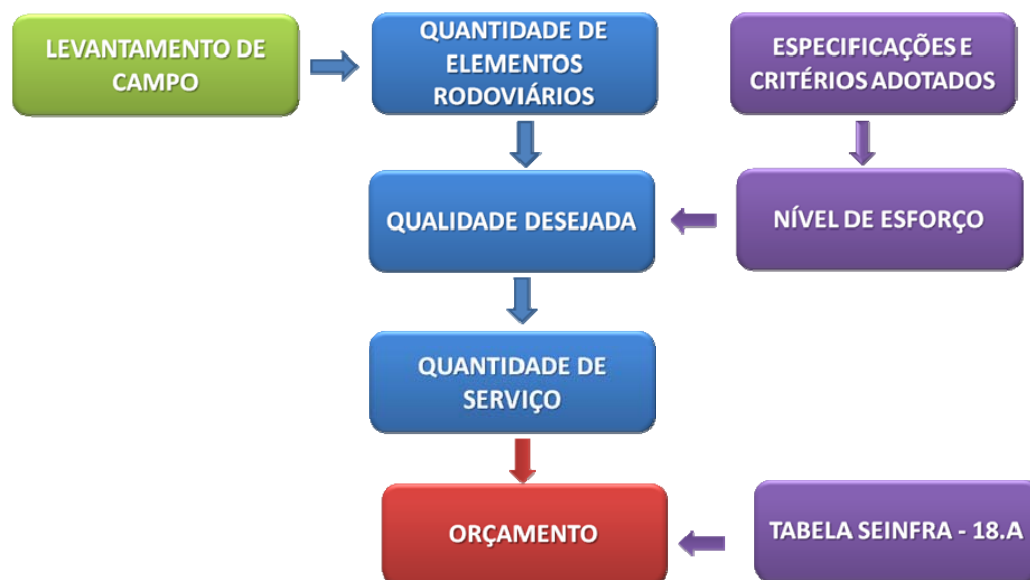 LEVANTAMENTO DE
CAMPO
QUANTIDADE DE
ELEMENTOS
RODOVIÁRIOS
ESPECIFICAÇÕES E
CRITÉRIOS ADOTADOS
QUALIDADE DESEJADA
NÍVEL DE ESFORÇO
QUANTIDADE DE
SERVIÇO
ORÇAMENTO
TABELA SEINFRA - 18.A